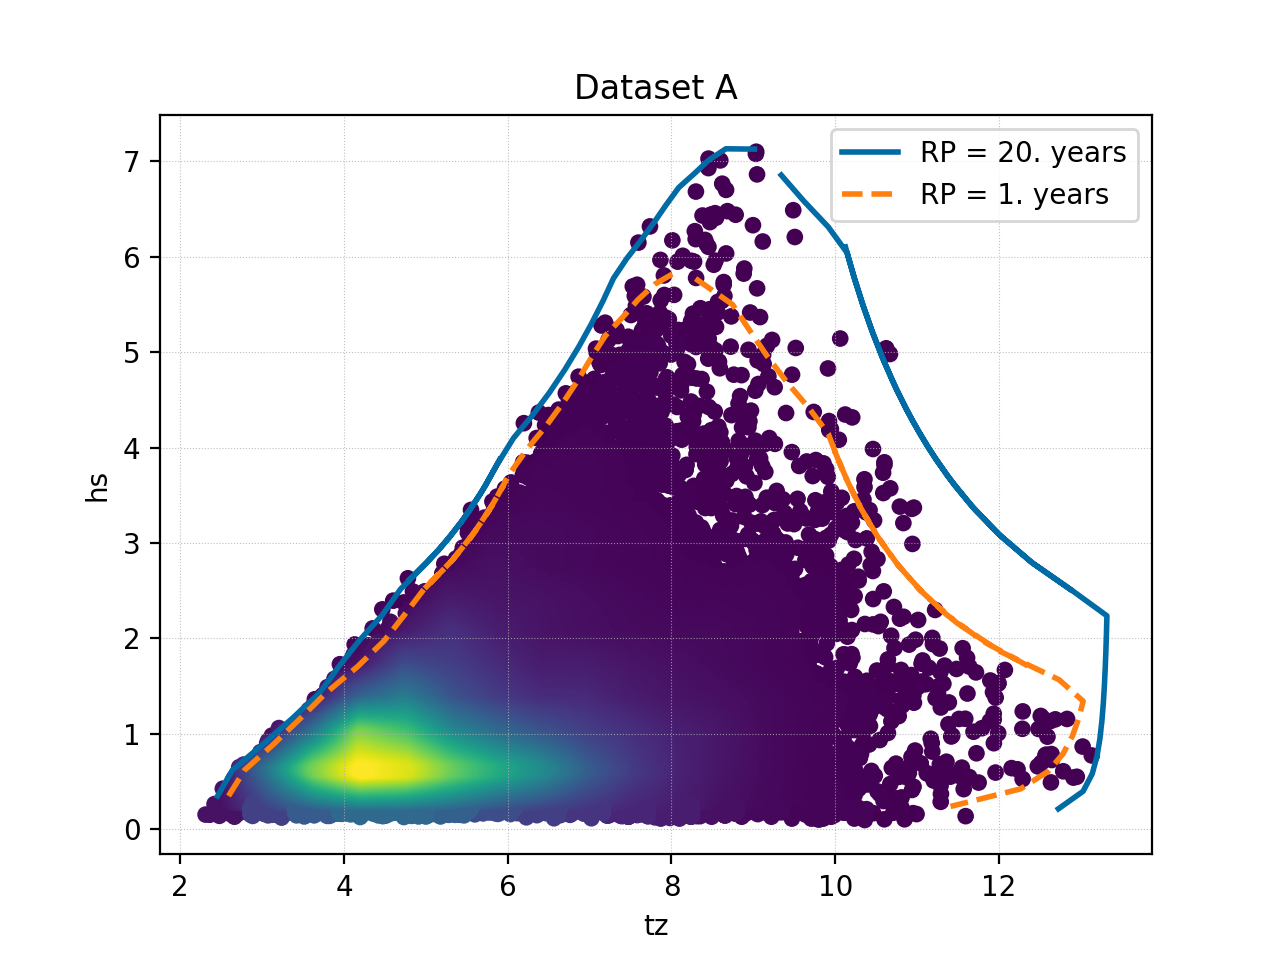 Dataset A
RP = 20. years
RP = 1. years
7
6
5
4
3
2
1
0
hs
2 4 6 8 10 12
tz